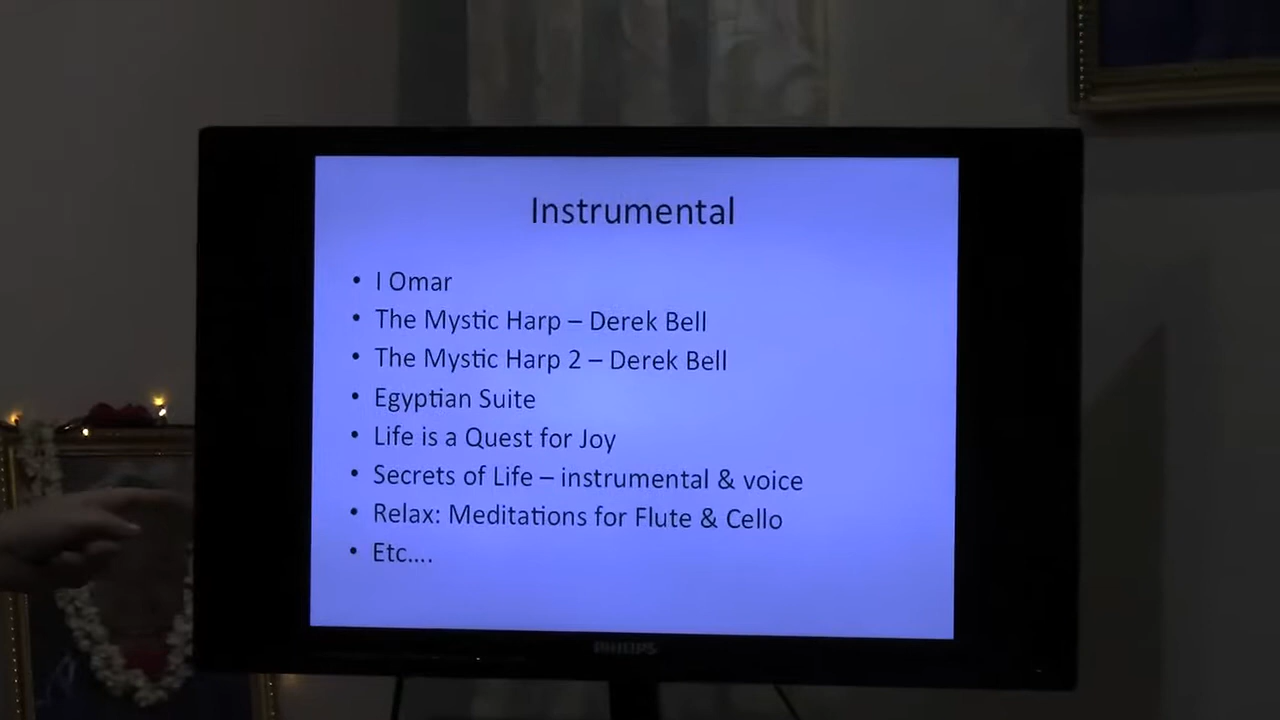 Instrumental
• I Omar
• The Mystic Harp – Derek Bell
• The Mystic Harp 2 – Derek Bell
• Egyptian Suite
• Life is a Quest for Joy
• Secrets of Life – instrumental & voice
• Relax: Meditations for Flute & Cello
• Etc....
PHILIPS